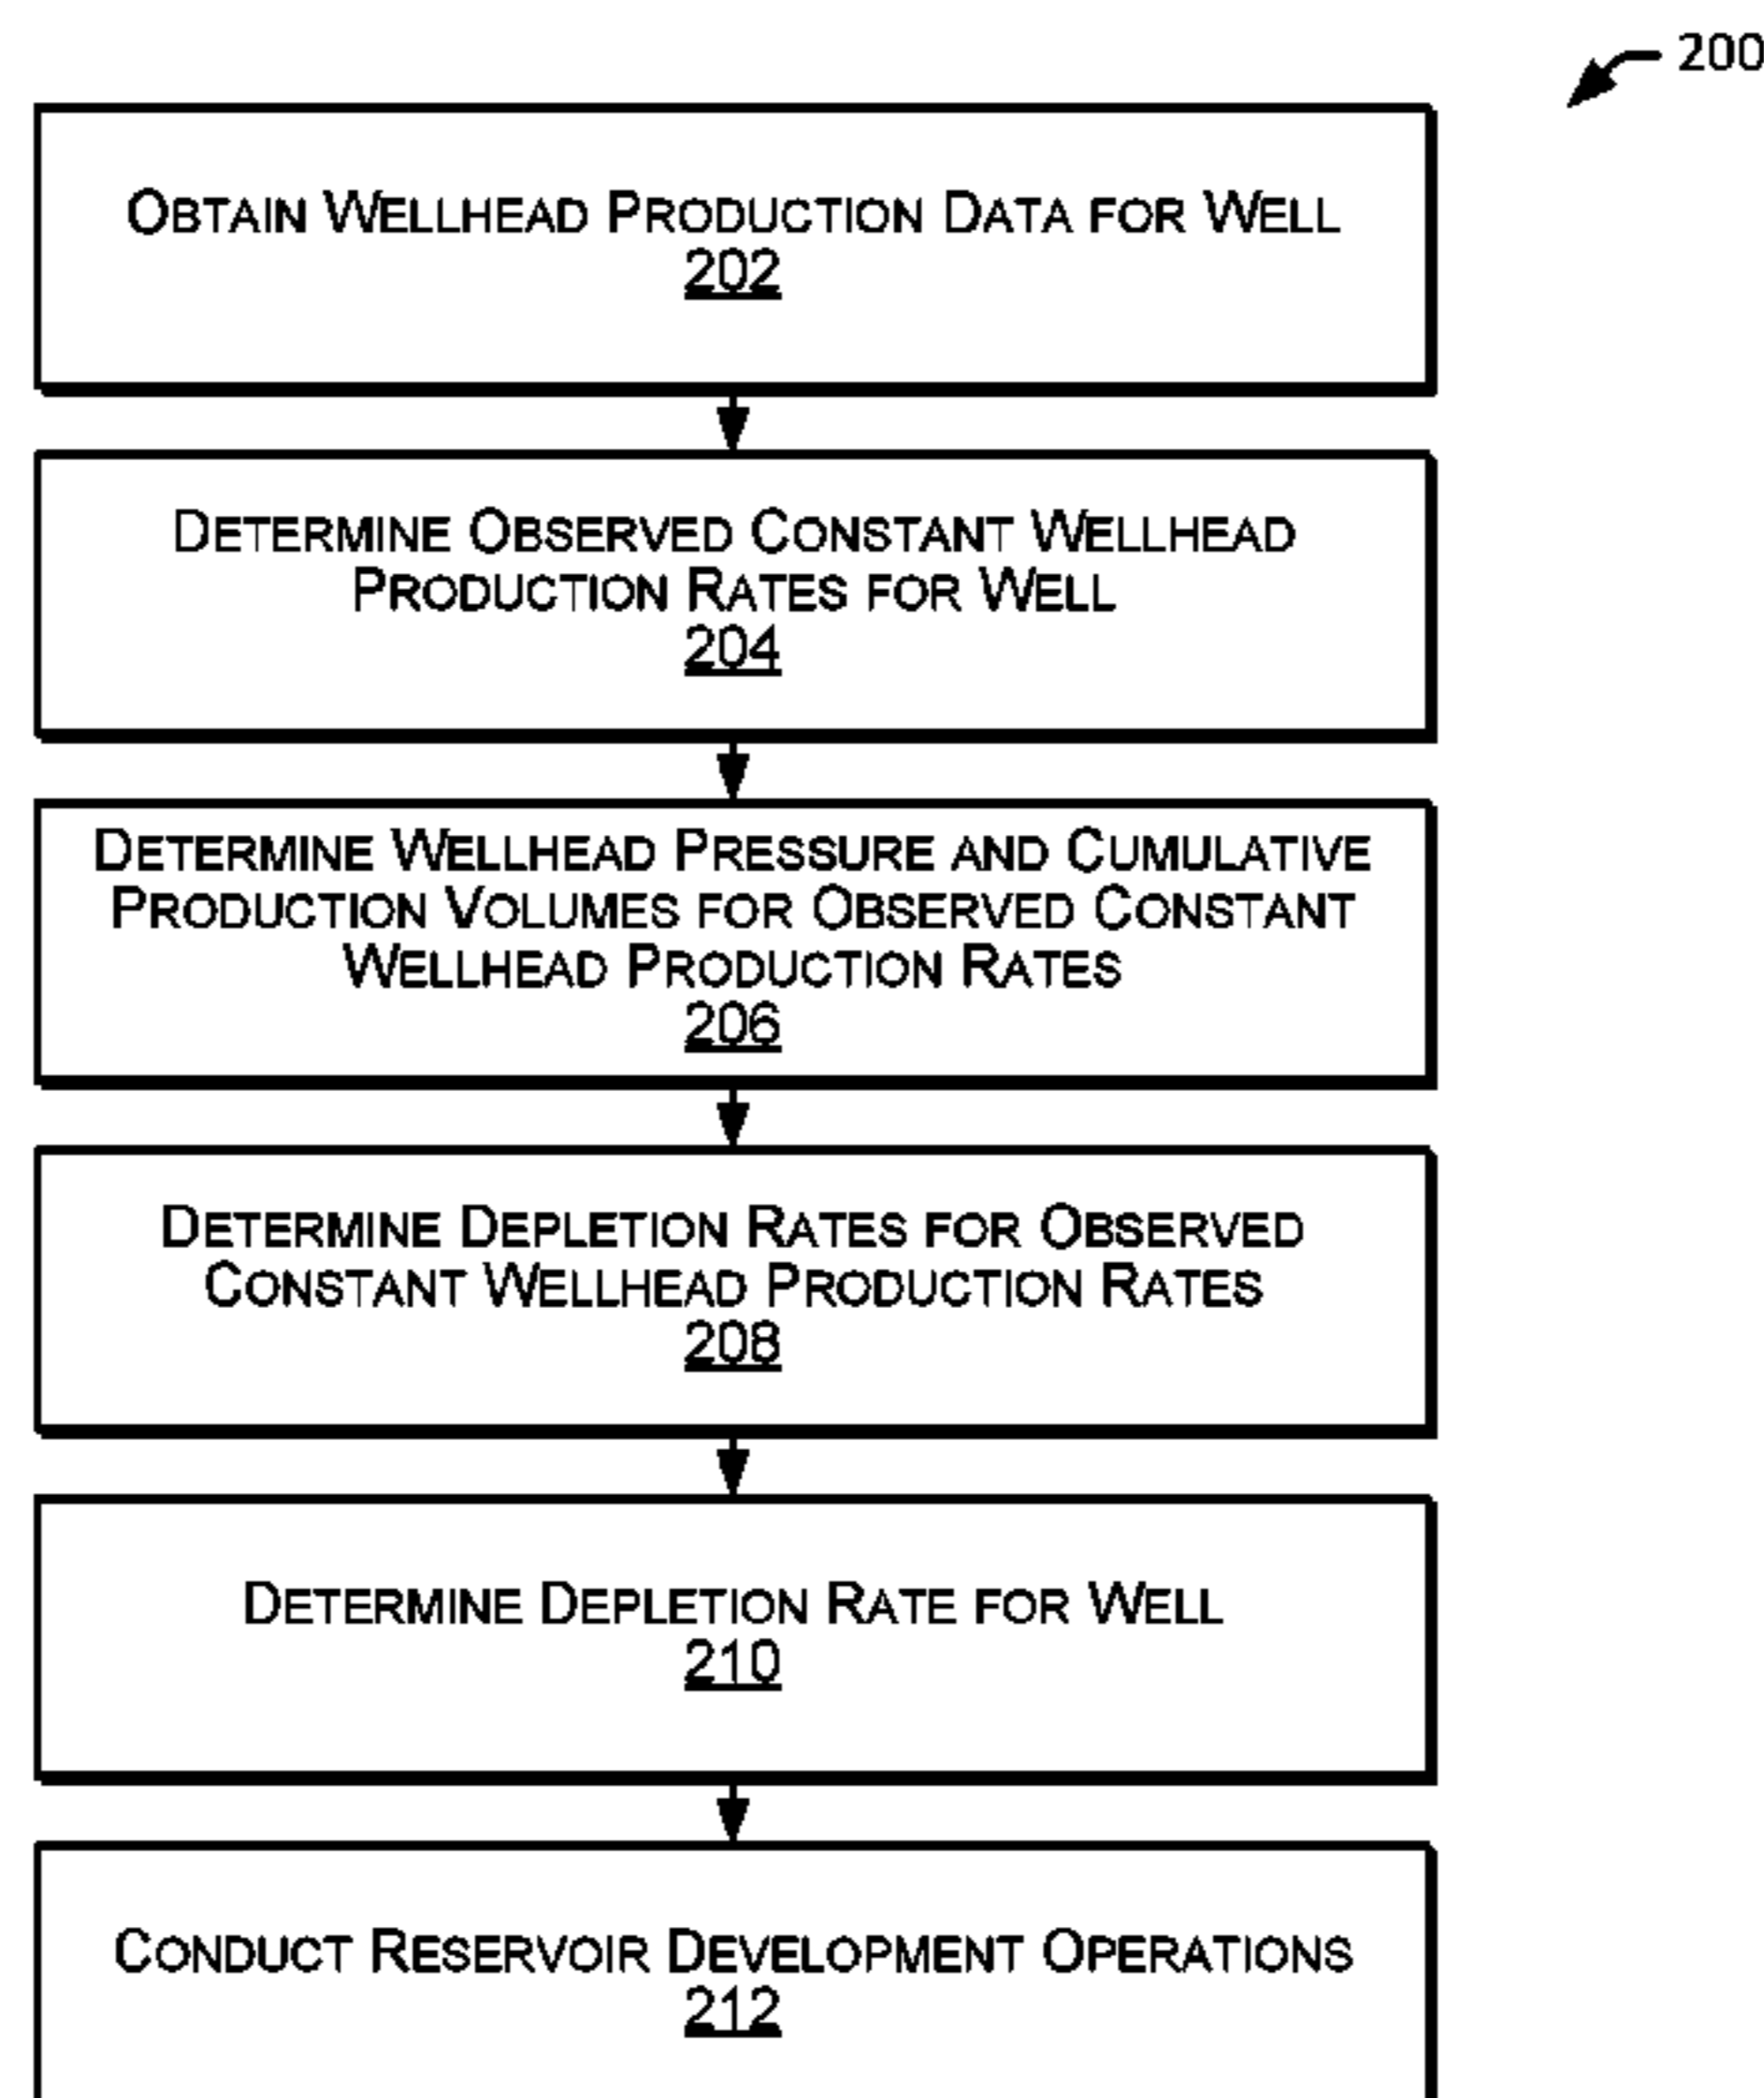 200
OBTAIN WELLHEAD PRODUCTION DATA FOR WELL
202
DETERMINE OBSERVED CONSTANT WELLHEAD
PRODUCTION RATES FOR WELL
204
DETERMINE WELLHEAD PRESSURE AND CUMULATIVE
PRODUCTION VOLUMES FOR OBSERVED CONSTANT
WELLHEAD PRODUCTION RATES
206
DETERMINE DEPLETION RATES FOR OBSERVED
CONSTANT WELLHEAD PRODUCTION RATES
208
DETERMINE DEPLETION RATE FOR WELL
210
CONDUCT RESERVOIR DEVELOPMENT OPERATIONS
212